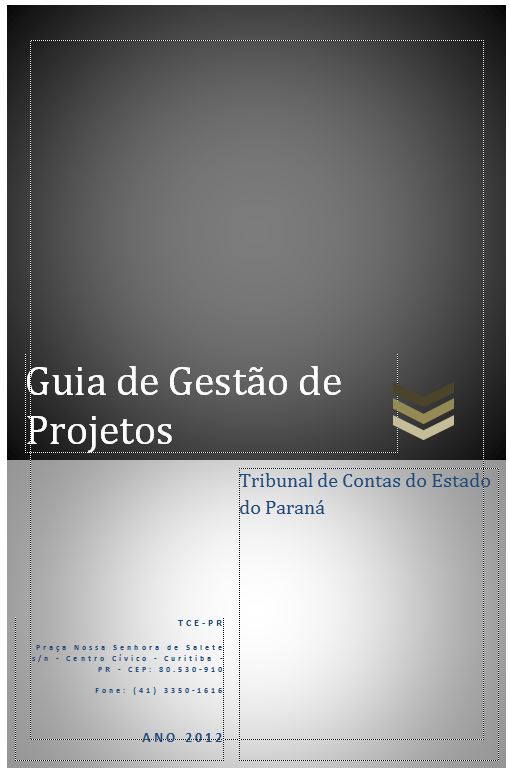 Guia de Gestão de
Projetos
Tribunal de Contas do Estado
do Paraná
TCE-PR
Praça Nossa Senhora de Salete
s/n - Centro Cívico - Curitiba -
PR - CEP: 80.530-910
Fone: (41) 3350-1616
ANO 2012